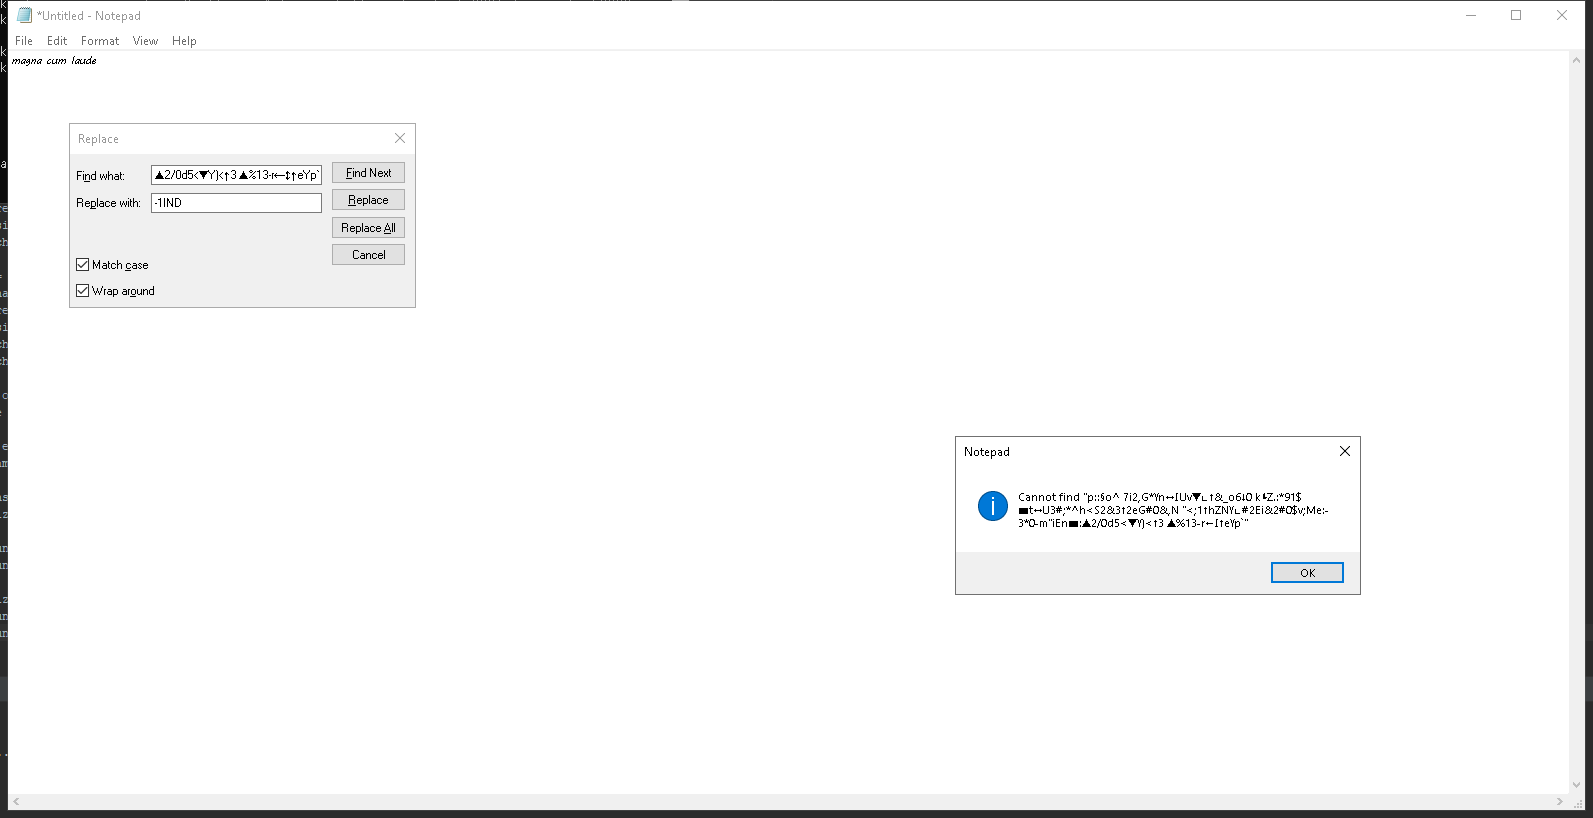 *Untitled - Notepad
File Edit Format View Help
magna cum laude
Replace
Find what: ▲2/0d5<▼Y}<↑3 ▲%13-r←↕↑eYp`
Find Next
Replace with: -1IND
Replace
Replace All
Cancel
Match case
Wrap around
Notepad
Cannot find "p::§o^ 7i2,G*Yn↔IUv▼∟↑&_o6↓0 k Z.:*91$
■t↔U3#;*^h<S2&3↑2eG#0&,N "<;1↑hZNY∟#2Ei&2#0$v;Me:-
3*0-m"iEn■:▲2/0d5<▼Y}<↑3 ▲%13-r←↕↑eYp`"
OK